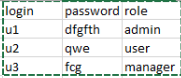 login password role
u1 dfgfth admin
u2 qwe user
u3 fcg manager